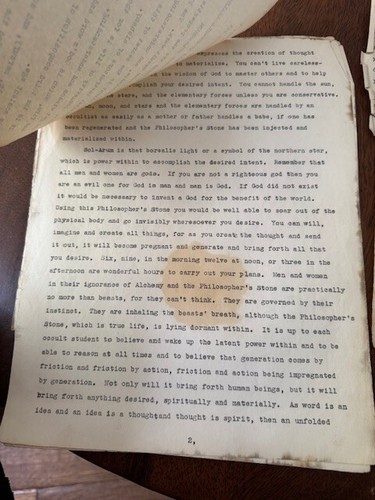 expressed the creation of thought
materialize. You can't live careless-
the wisdom of God to master others and to help
accomplish your desired intent. You cannot handle the sun,
stars, and the elementary forces unless you are conservative.
moon, and stars and the elementary forces are handled by an
occultist as easily as a mother or father handles a babe, if one has
been regenerated and the Philosopher's Stone has been injected and
materialized within.
is that borealis light or a symbol of the northern star,
which is power within to accomplish the desired intent. Remember that
all men and women are gods. If you are not a righteous god then you
are an evil one for God is man and man is God. If God did not exist
it would be necessary to invent a God for the benefit of the world.
Using this Philosopher's Stone you would be well able to soar out of the
physical body and go invisibly wheresoever you desire. You can will,
imagine and create all things, for as you create the thought and send
it out, it will become pregnant and generate and bring forth all that
you desire. Six, nine, in the morning twelve at noon, or three in the
afternoon are wonderful hours to carry out your plans. Men and women
in their ignorance of Alchemy and the Philosopher's Stone are practically
no more than beasts, for they can't think. They are governed by their
instinct. They are inhaling the beasts' breath, although the Philosopher's
Stone, which is true life, is lying dormant within. It is up to each
occult student to believe and wake up the latent power within and to be
able to reason at all times and to believe that generation comes by
friction and friction by action, friction and action being impregnated
by generation. Not only will it bring forth human beings, but it will
bring forth anything desired, spiritually and materially. As word is an
idea and an idea is a thought and thought is spirit, then an unfolded
2,